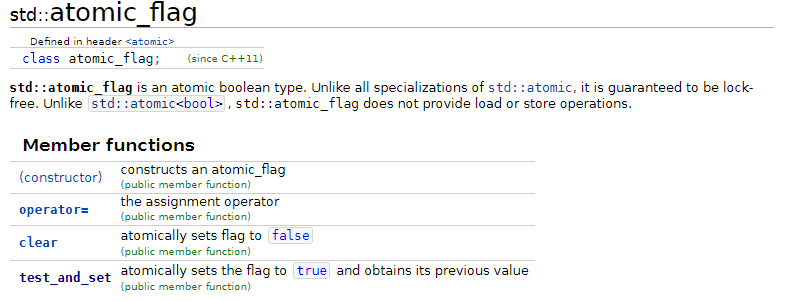 std::atomic_flag
Defined in header <atomic>
class atomic_flag; (since C++11)
std::atomic_flag is an atomic boolean type. Unlike all specializations of std::atomic, it is guaranteed to be lock-
free. Unlike std::atomic<bool>, std::atomic_flag does not provide load or store operations.
Member functions
(constructor) constructs an atomic_flag
(public member function)
operator= the assignment operator
(public member function)
clear atomically sets flag to false
(public member function)
test_and_set atomically sets the flag to true and obtains its previous value
(public member function)